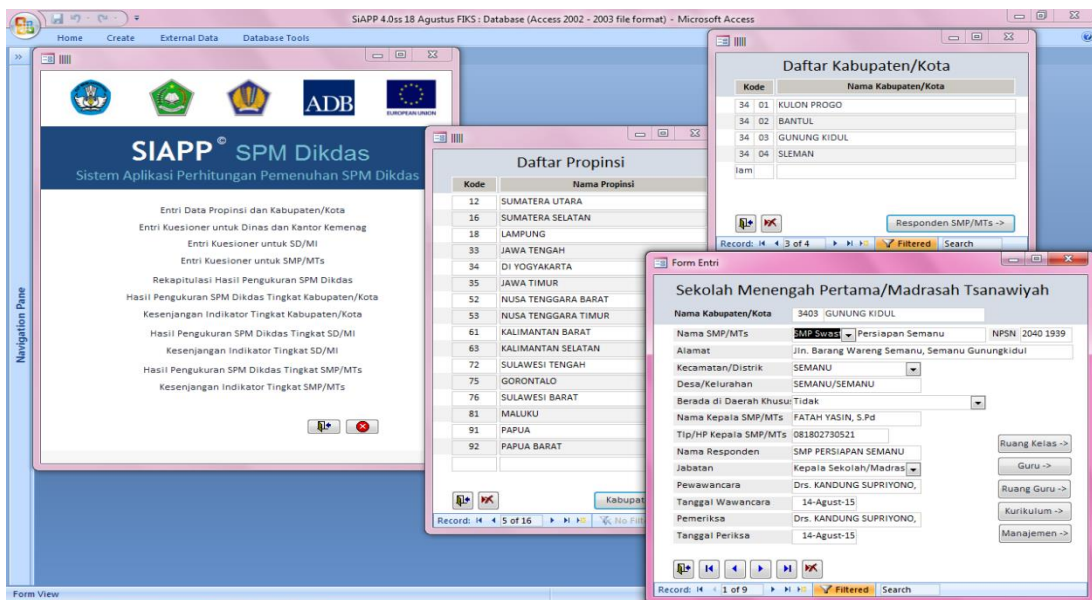 SiAPP 4.0ss 18 Agustus FIKS : Database (Access 2002 - 2003 file format) - Microsoft Access
Home Create External Data Database Tools
Navigation Pane
ADB
EUROPEAN UNION
SIAPP © SPM Dikdas
Sistem Aplikasi Perhitungan Pemenuhan SPM Dikdas
Entri Data Propinsi dan Kabupaten/Kota
Entri Kuesioner untuk Dinas dan Kantor Kemenag
Entri Kuesioner untuk SD/MI
Entri Kuesioner untuk SMP/MTs
Rekapitulasi Hasil Pengukuran SPM Dikdas
Hasil Pengukuran SPM Dikdas Tingkat Kabupaten/Kota
Kesenjangan Indikator Tingkat Kabupaten/Kota
Hasil Pengukuran SPM Dikdas Tingkat SD/MI
Kesenjangan Indikator Tingkat SD/MI
Hasil Pengukuran SPM Dikdas Tingkat SMP/MTs
Kesenjangan Indikator Tingkat SMP/MTs
Daftar Propinsi
Kode Nama Propinsi
12 SUMATERA UTARA
16 SUMATERA SELATAN
18 LAMPUNG
33 JAWA TENGAH
34 DI YOGYAKARTA
35 JAWA TIMUR
52 NUSA TENGGARA BARAT
53 NUSA TENGGARA TIMUR
61 KALIMANTAN BARAT
63 KALIMANTAN SELATAN
72 SULAWESI TENGAH
75 GORONTALO
76 SULAWESI BARAT
81 MALUKU
91 PAPUA
92 PAPUA BARAT
Kabupat
Record: 5 of 16 No Filt
Daftar Kabupaten/Kota
Kode Nama Kabupaten/Kota
34 01 KULON PROGO
34 02 BANTUL
34 03 GUNUNG KIDUL
34 04 SLEMAN
lam
Responden SMP/MTs ->
Record: 3 of 4 Filtered Search
Form Entri
Sekolah Menengah Pertama/Madrasah Tsanawiyah
Nama Kabupaten/Kota 3403 GUNUNG KIDUL
Nama SMP/MTs SMP Swast Persiapan Semanu NPSN 2040 1939
Alamat Jln. Barang Wareng Semanu, Semanu Gunungkidul
Kecamatan/Distrik SEMANU
Desa/Kelurahan SEMANU/SEMANU
Berada di Daerah Khusus Tidak
Nama Kepala SMP/MTs FATAH YASIN, S.Pd
Tlp/HP Kepala SMP/MTs 081802730521
Nama Responden SMP PERSIAPAN SEMANU
Jabatan Kepala Sekolah/Madras
Pewawancara Drs. KANDUNG SUPRIYONO,
Tanggal Wawancara 14-Agust-15
Pemeriksa Drs. KANDUNG SUPRIYONO,
Tanggal Periksa 14-Agust-15
Ruang Kelas ->
Guru ->
Ruang Guru ->
Kurikulum ->
Manajemen ->
Record: 1 of 9 Filtered Search
Form View